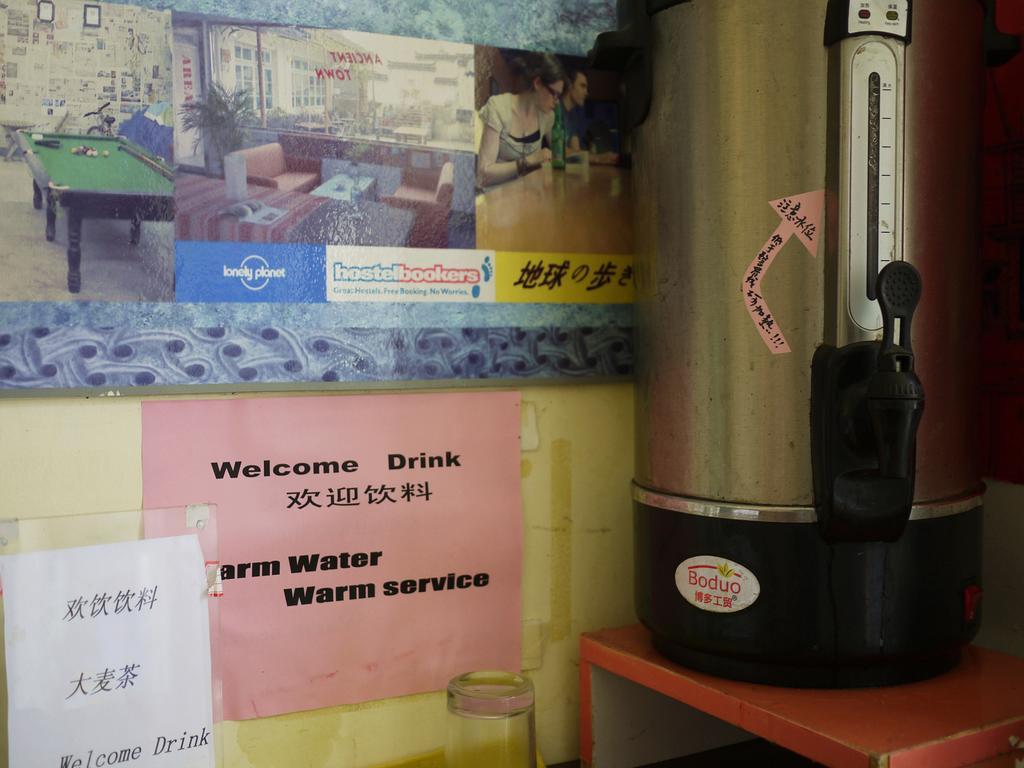 ANCIENT
TOWN
AREA
lonely planet
hostelbookers
Great Hostels. Free Booking. No Worries.
地球の歩き
Welcome Drink
欢迎饮料
arm Water
Warm service
欢饮饮料
大麦茶
Welcome Drink
注意水位
Boduo
博多工贸®